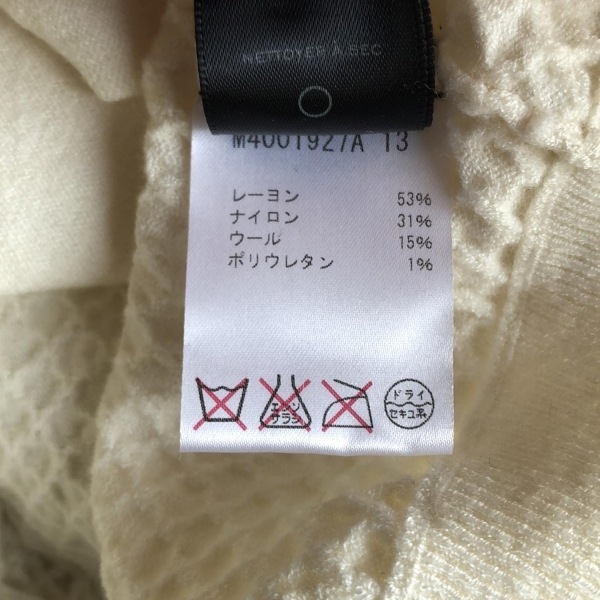 NETTOYER À SEC
M4001927A 13
レーヨン 53%
ナイロン 31%
ウール 15%
ポリウレタン 1%
エンソ サラシ
ドライ
セキユ系